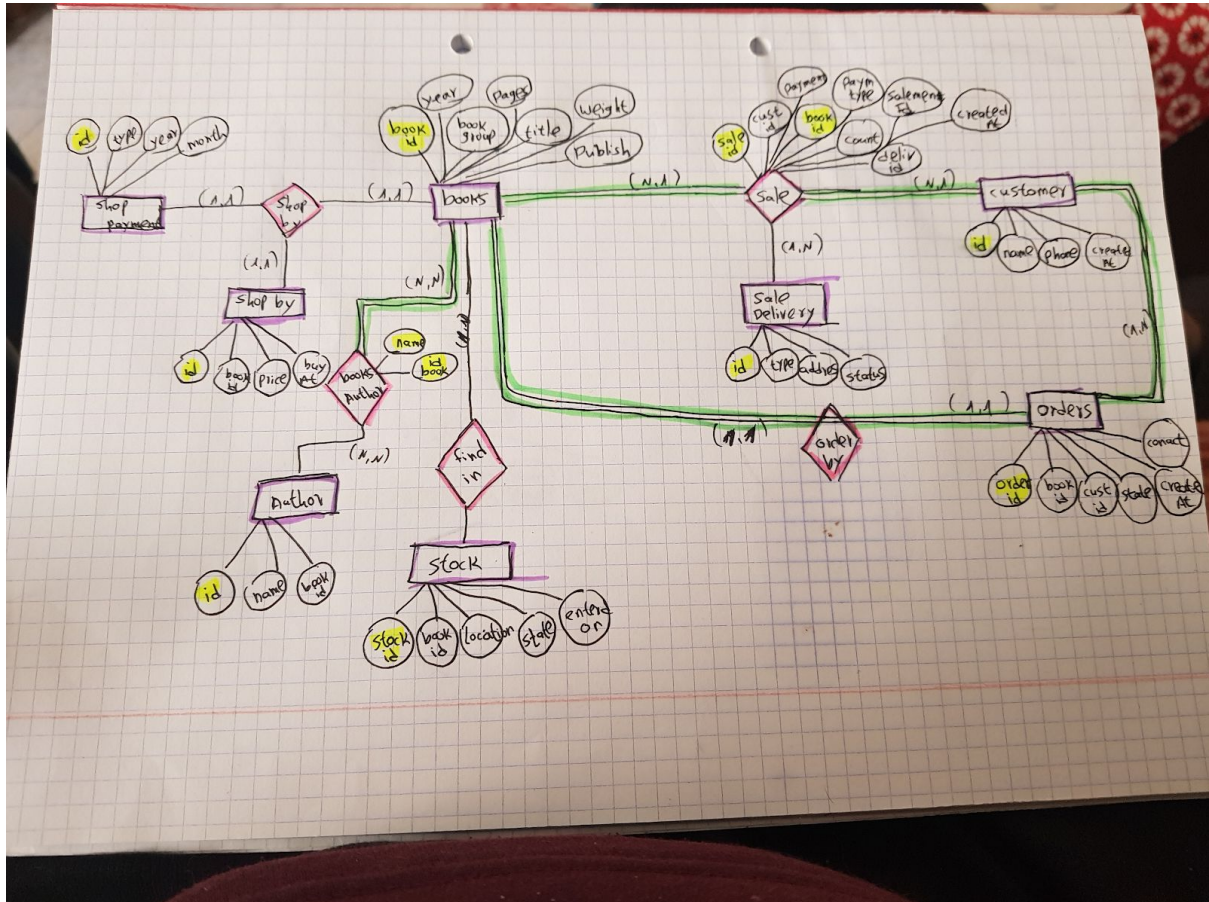 id
type
year
month
shop
payment
(1,1)
shop
by
(1,1)
(1,1)
shop by
id
book
id
price
buy
At
book
id
year
book
group
pages
title
weight
Publish
books
(N,N)
books
Author
name
id
book
(N,N)
Author
id
name
book
id
find
in
stock
stock
id
book
id
location
state
enterd
on
(N,1)
sale
id
cust
id
payment
book
id
paym
type
count
deliv
id
created
At
sale
(1,N)
sale
Delivery
id
type
addres
status
(N,1)
customer
id
name
phone
created
At
(1,N)
order
by
(1,1)
orders
order
id
book
id
cust
id
state
create
At